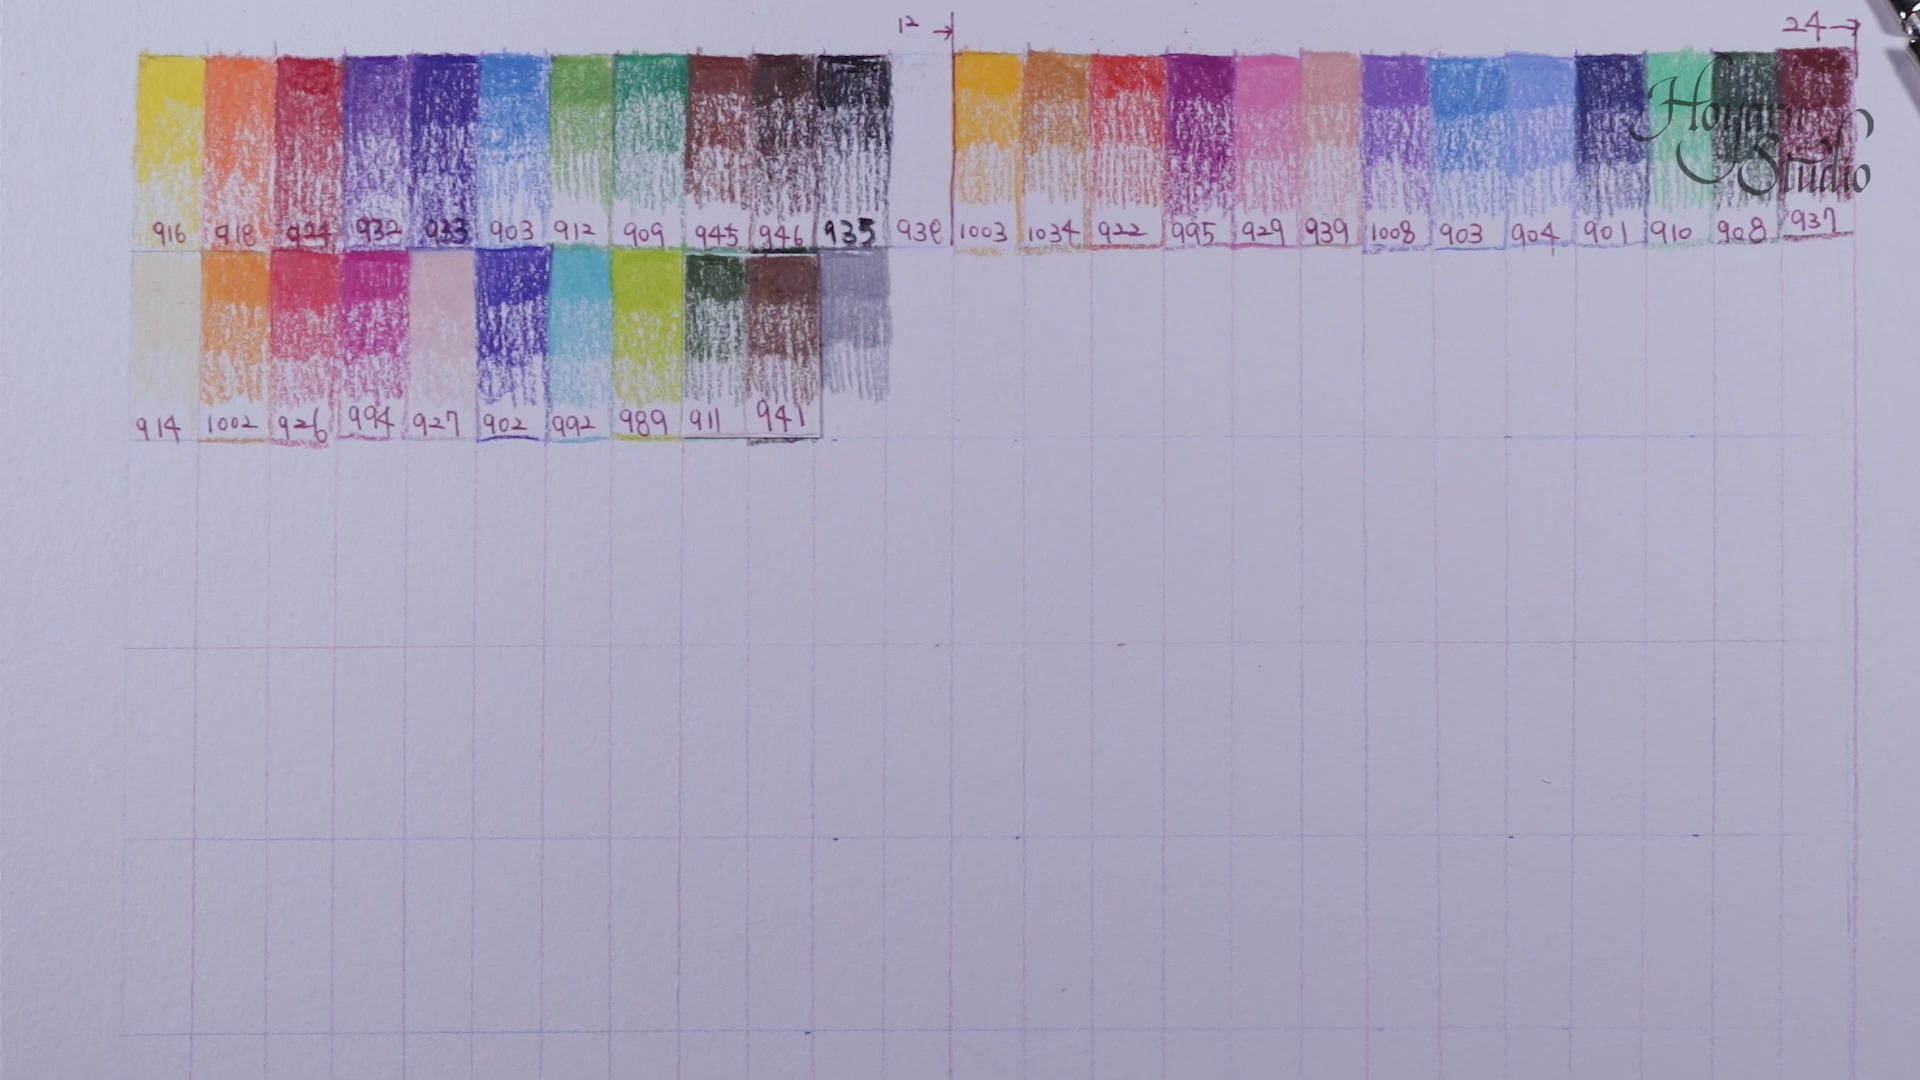 12 → 24 →
916 918 924 932 933 903 912 909 945 946 935 938 1003 1034 922 995 929 939 1008 903 904 901 910 908 937
914 1002 926 994 927 902 992 989 911 941
Hoyarn
Studio